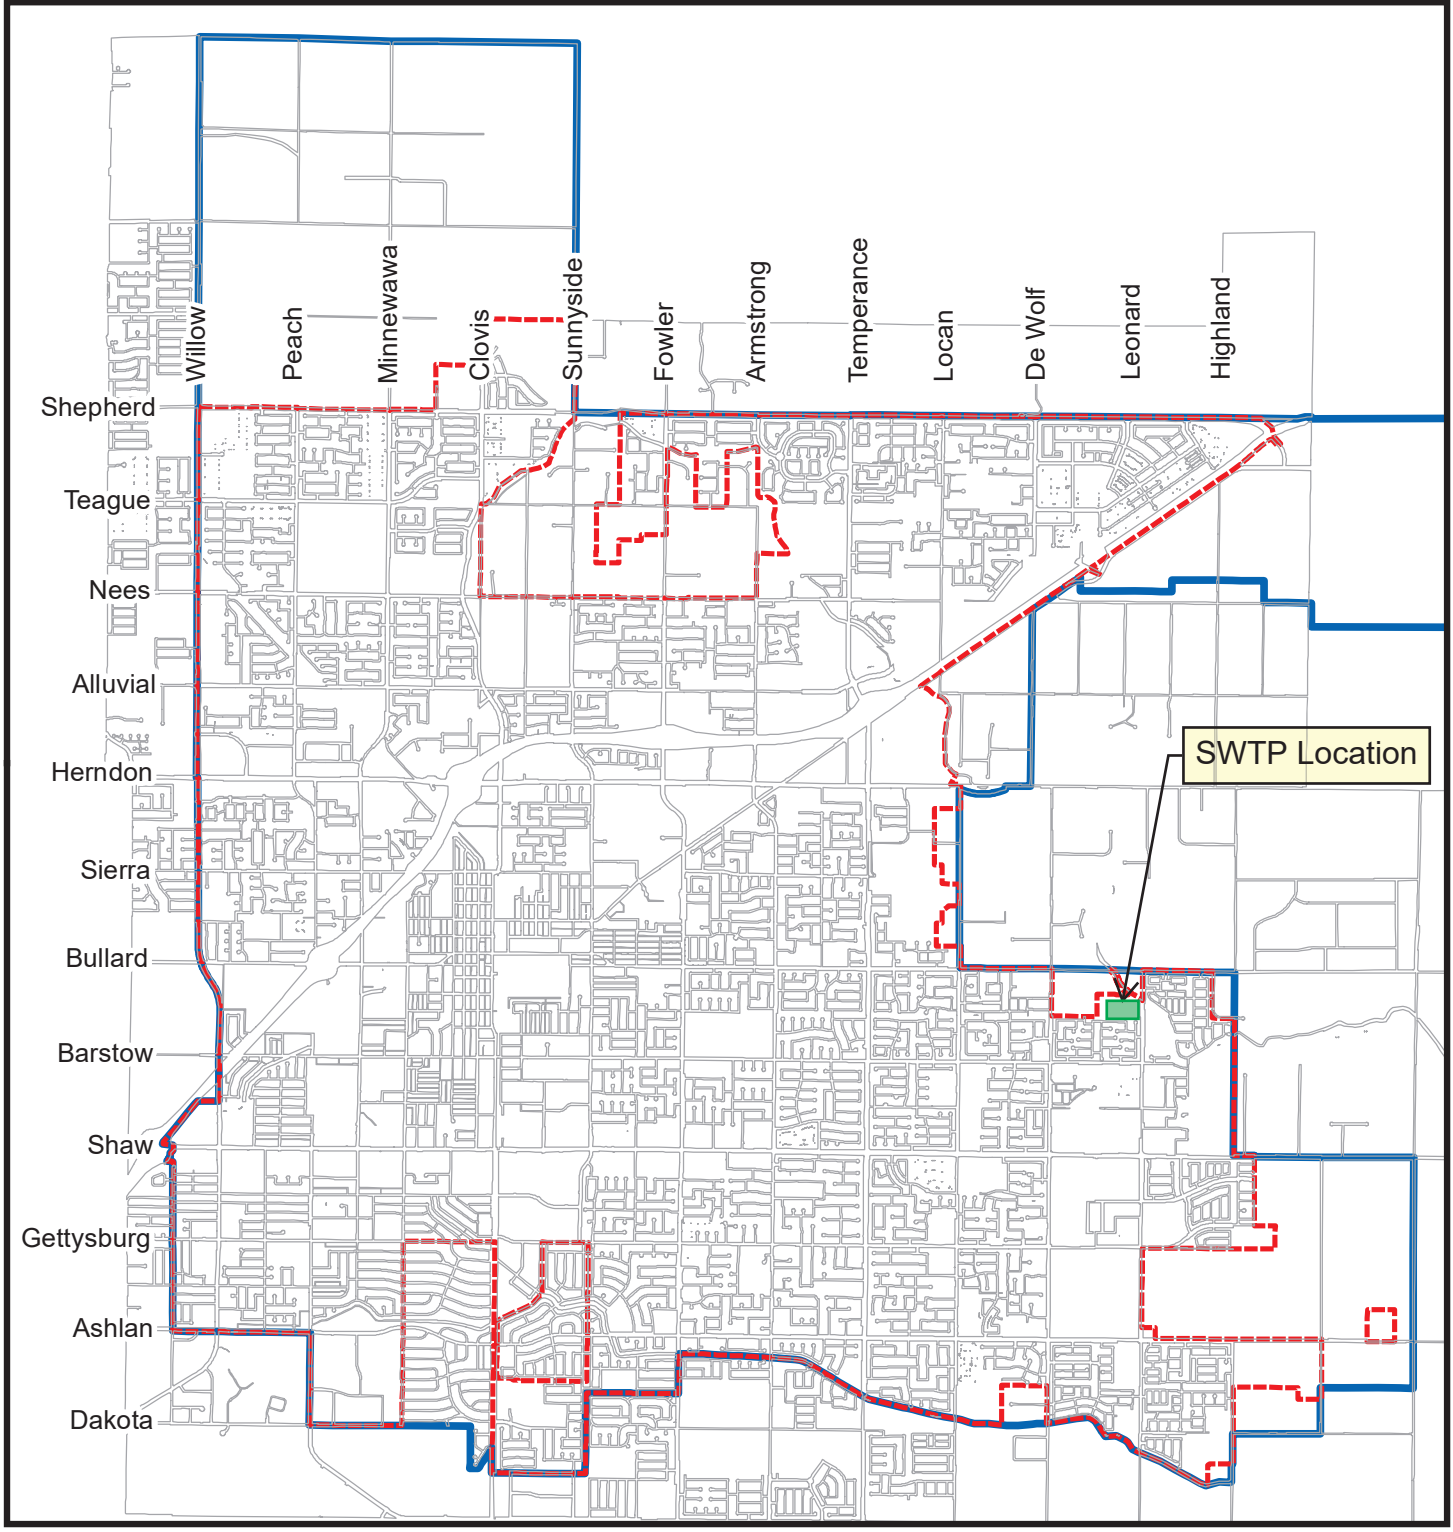 Willow
Peach
Minnewawa
Clovis
Sunnyside
Fowler
Armstrong
Temperance
Locan
De Wolf
Leonard
Highland
Shepherd
Teague
Nees
Alluvial
SWTP Location
Herndon
Sierra
Bullard
Barstow
Shaw
Gettysburg
Ashlan
Dakota